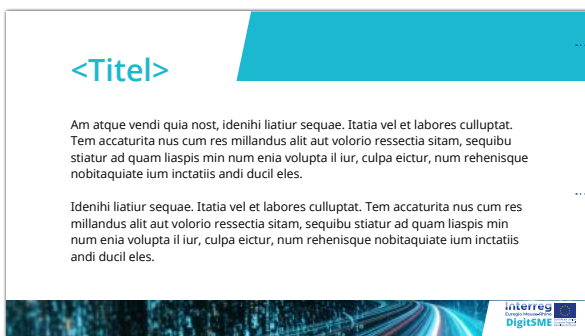 <Titel>
Am atque vendi quia nost, idenihi liatiur sequae. Itatia vel et labores culluptat.
Tem accaturita nus cum res millandus alit aut volorio ressectia sitam, sequibu
stiatur ad quam liaspis min num enia volupta il iur, culpa eictur, num rehenisque
nobitaquiate ium inctatiis andi ducil eles.
Idenihi liatiur sequae. Itatia vel et labores culluptat. Tem accaturita nus cum res
millandus alit aut volorio ressectia sitam, sequibu stiatur ad quam liaspis min
num enia volupta il iur, culpa eictur, num rehenisque nobitaquiate ium inctatiis
andi ducil eles.
Interreg
Euregio Meuse-Rhine
DigitSME